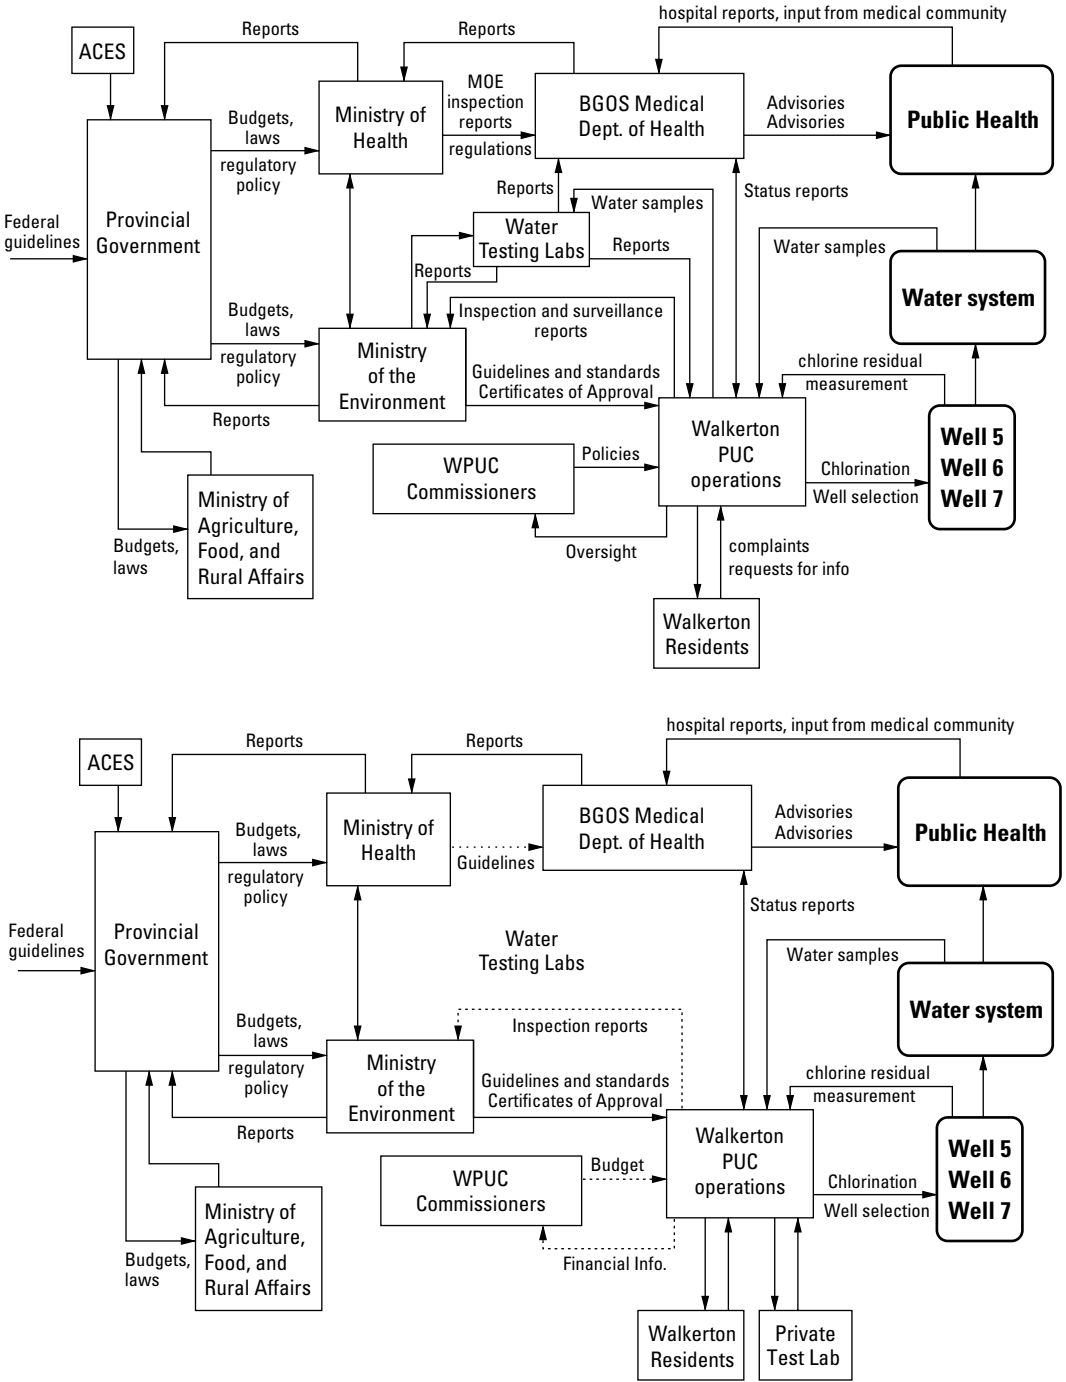 hospital reports, input from medical community
Reports
Reports
ACES
MOE
inspection
reports
regulations
Ministry of
Health
BGOS Medical
Dept. of Health
Advisories
Advisories
Public Health
Budgets,
laws
regulatory
policy
Reports
Water samples
Status reports
Federal
guidelines
Provincial
Government
Water
Testing Labs
Reports
Reports
Water samples
Water system
Budgets,
laws
regulatory
policy
Inspection and surveillance
reports
Ministry
of the
Environment
Guidelines and standards
Certificates of Approval
chlorine residual
measurement
Reports
Walkerton
PUC
operations
Well 5
Well 6
Well 7
WPUC
Commissioners
Policies
Chlorination
Well selection
Ministry of
Agriculture,
Food, and
Rural Affairs
Budgets,
laws
Oversight
complaints
requests for info
Walkerton
Residents
hospital reports, input from medical community
Reports
Reports
ACES
Ministry of
Health
BGOS Medical
Dept. of Health
Advisories
Advisories
Public Health
Budgets,
laws
regulatory
policy
Guidelines
Status reports
Federal
guidelines
Provincial
Government
Water
Testing Labs
Water samples
Water system
Budgets,
laws
regulatory
policy
Inspection reports
Ministry
of the
Environment
Guidelines and standards
Certificates of Approval
chlorine residual
measurement
Reports
Walkerton
PUC
operations
Well 5
Well 6
Well 7
WPUC
Commissioners
Budget
Chlorination
Well selection
Ministry of
Agriculture,
Food, and
Rural Affairs
Budgets,
laws
Financial Info.
Walkerton
Residents
Private
Test Lab